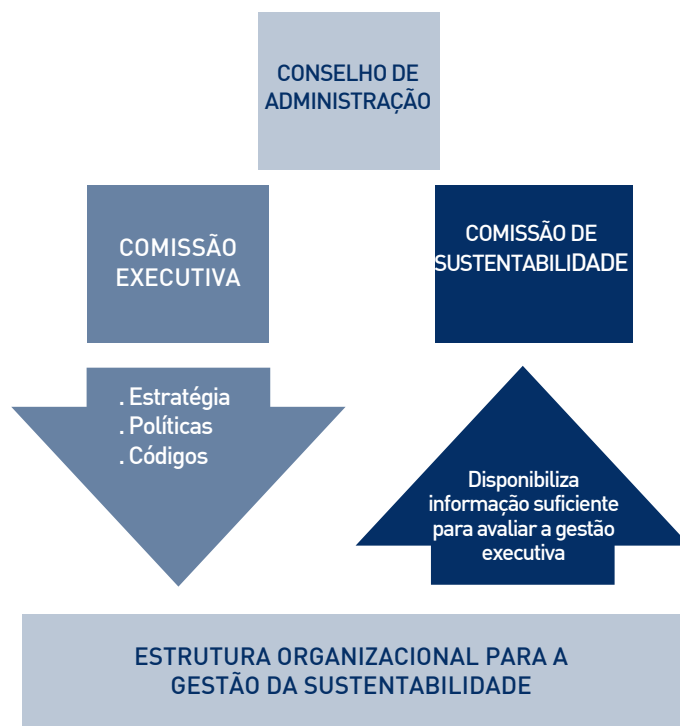 CONSELHO DE
ADMINISTRAÇÃO
COMISSÃO
EXECUTIVA
COMISSÃO DE
SUSTENTABILIDADE
. Estratégia
. Políticas
. Códigos
Disponibiliza
informação suficiente
para avaliar a gestão
executiva
ESTRUTURA ORGANIZACIONAL PARA A
GESTÃO DA SUSTENTABILIDADE